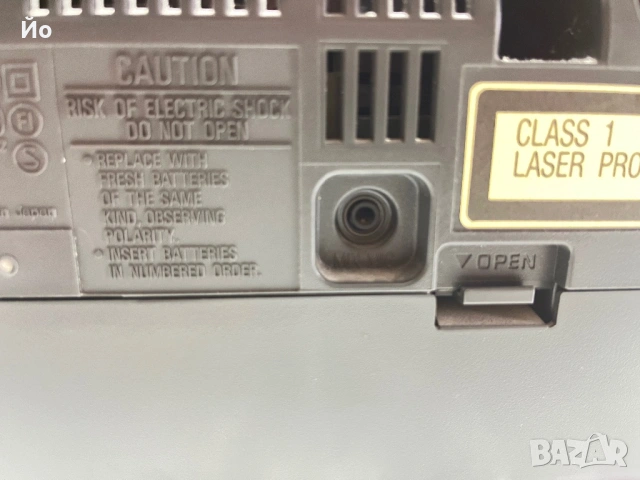 Йо
CAUTION
RISK OF ELECTRIC SHOCK
DO NOT OPEN
• REPLACE WITH
FRESH BATTERIES
OF THE SAME
KIND, OBSERVING
POLARITY.
• INSERT BATTERIES
IN NUMBERED ORDER.
Japan
CLASS 1
LASER PRO
▽OPEN
BAZAR